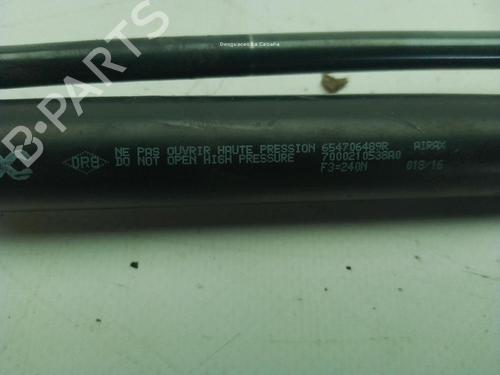 Desguaces La Cabaña
NE PAS OUVRIR HAUTE PRESSION 654706489R AIRAX
DO NOT OPEN HIGH PRESSURE 7000210538A0
F3=240N 018/16
B-PARTS